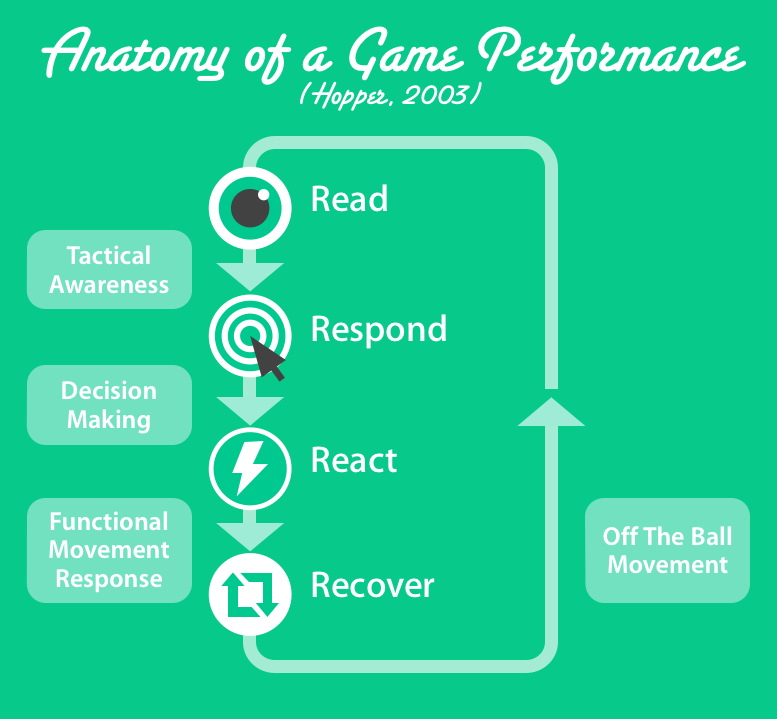 Anatomy of a Game Performance
(Hopper, 2003)
Read
Tactical
Awareness
Respond
Decision
Making
React
Functional
Movement
Response
Recover
Off The Ball
Movement